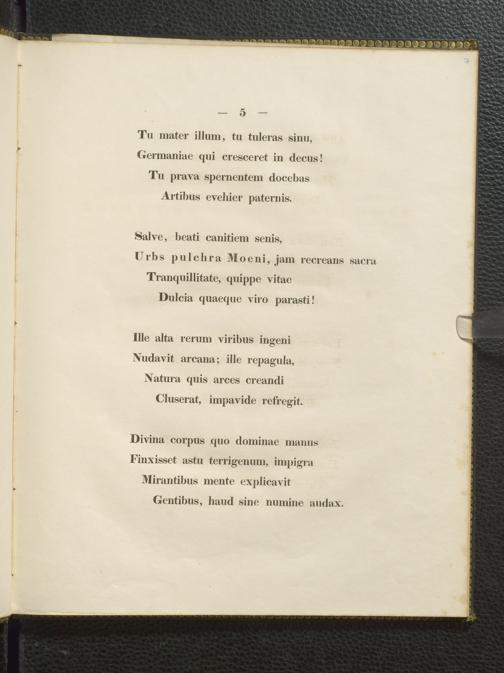 7
— 5 —
Tu mater illum, tu tuleras sinu,
Germaniae qui cresceret in decus!
Tu prava spernentem docebas
Artibus evehier paternis.
Salve, beati canitiem senis,
Urbs pulchra Moeni, jam recreans sacra
Tranquillitate, quippe vitae
Dulcia quaeque viro parasti!
Ille alta rerum viribus ingeni
Nudavit arcana; ille repagula,
Natura quis arces creandi
Cluserat, impavide refregit.
Divina corpus quo dominae manus
Finxisset astu terrigenum, impigra
Mirantibus mente explicavit
Gentibus, haud sine numine audax.